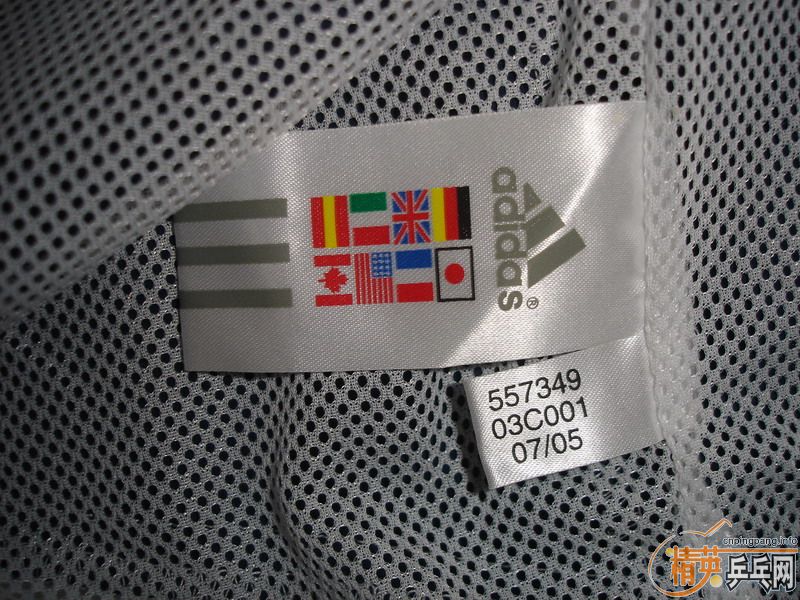 adidas®
557349
03C001
07/05
cnpingpang.info
精英乒乓网